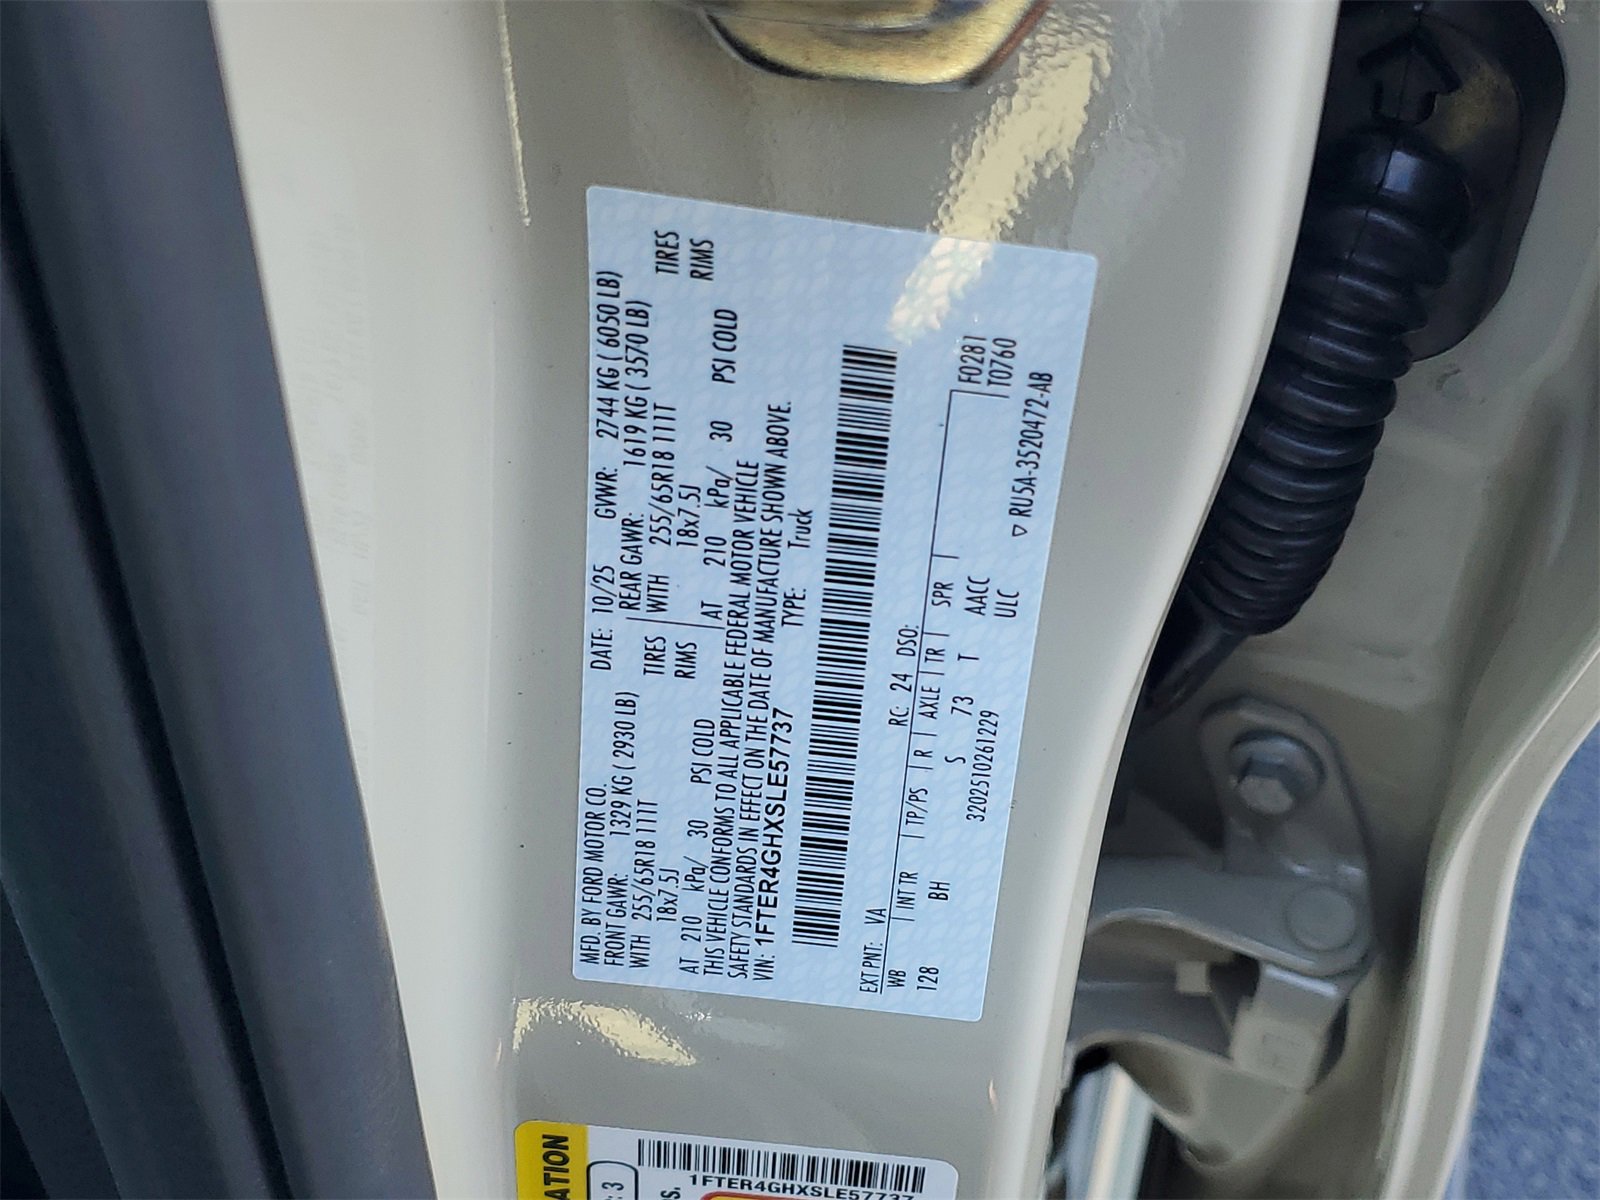 MFD. BY FORD MOTOR CO. DATE: 10/25 GVWR: 2744 KG ( 6050 LB)
FRONT GAWR: 1329 KG ( 2930 LB) REAR GAWR: 1619 KG ( 3570 LB)
WITH 255/65R18 111T TIRES WITH 255/65R18 111T TIRES
18x7.5J RIMS 18x7.5J RIMS
AT 210 kPa/ 30 PSI COLD AT 210 kPa/ 30 PSI COLD
THIS VEHICLE CONFORMS TO ALL APPLICABLE FEDERAL MOTOR VEHICLE
SAFETY STANDARDS IN EFFECT ON THE DATE OF MANUFACTURE SHOWN ABOVE.
VIN: 1FTER4GHXSLE57737 TYPE: Truck
EXT PNT: VA RC: 24 DSO:
WB INT TR TP/PS R AXLE TR SPR F0281
128 BH S 73 T AACC T0760
3202510261229 ULC
▽ RU5A-3520472-AB
ATION
: 3
s.
1FTER4GHXSLE57737